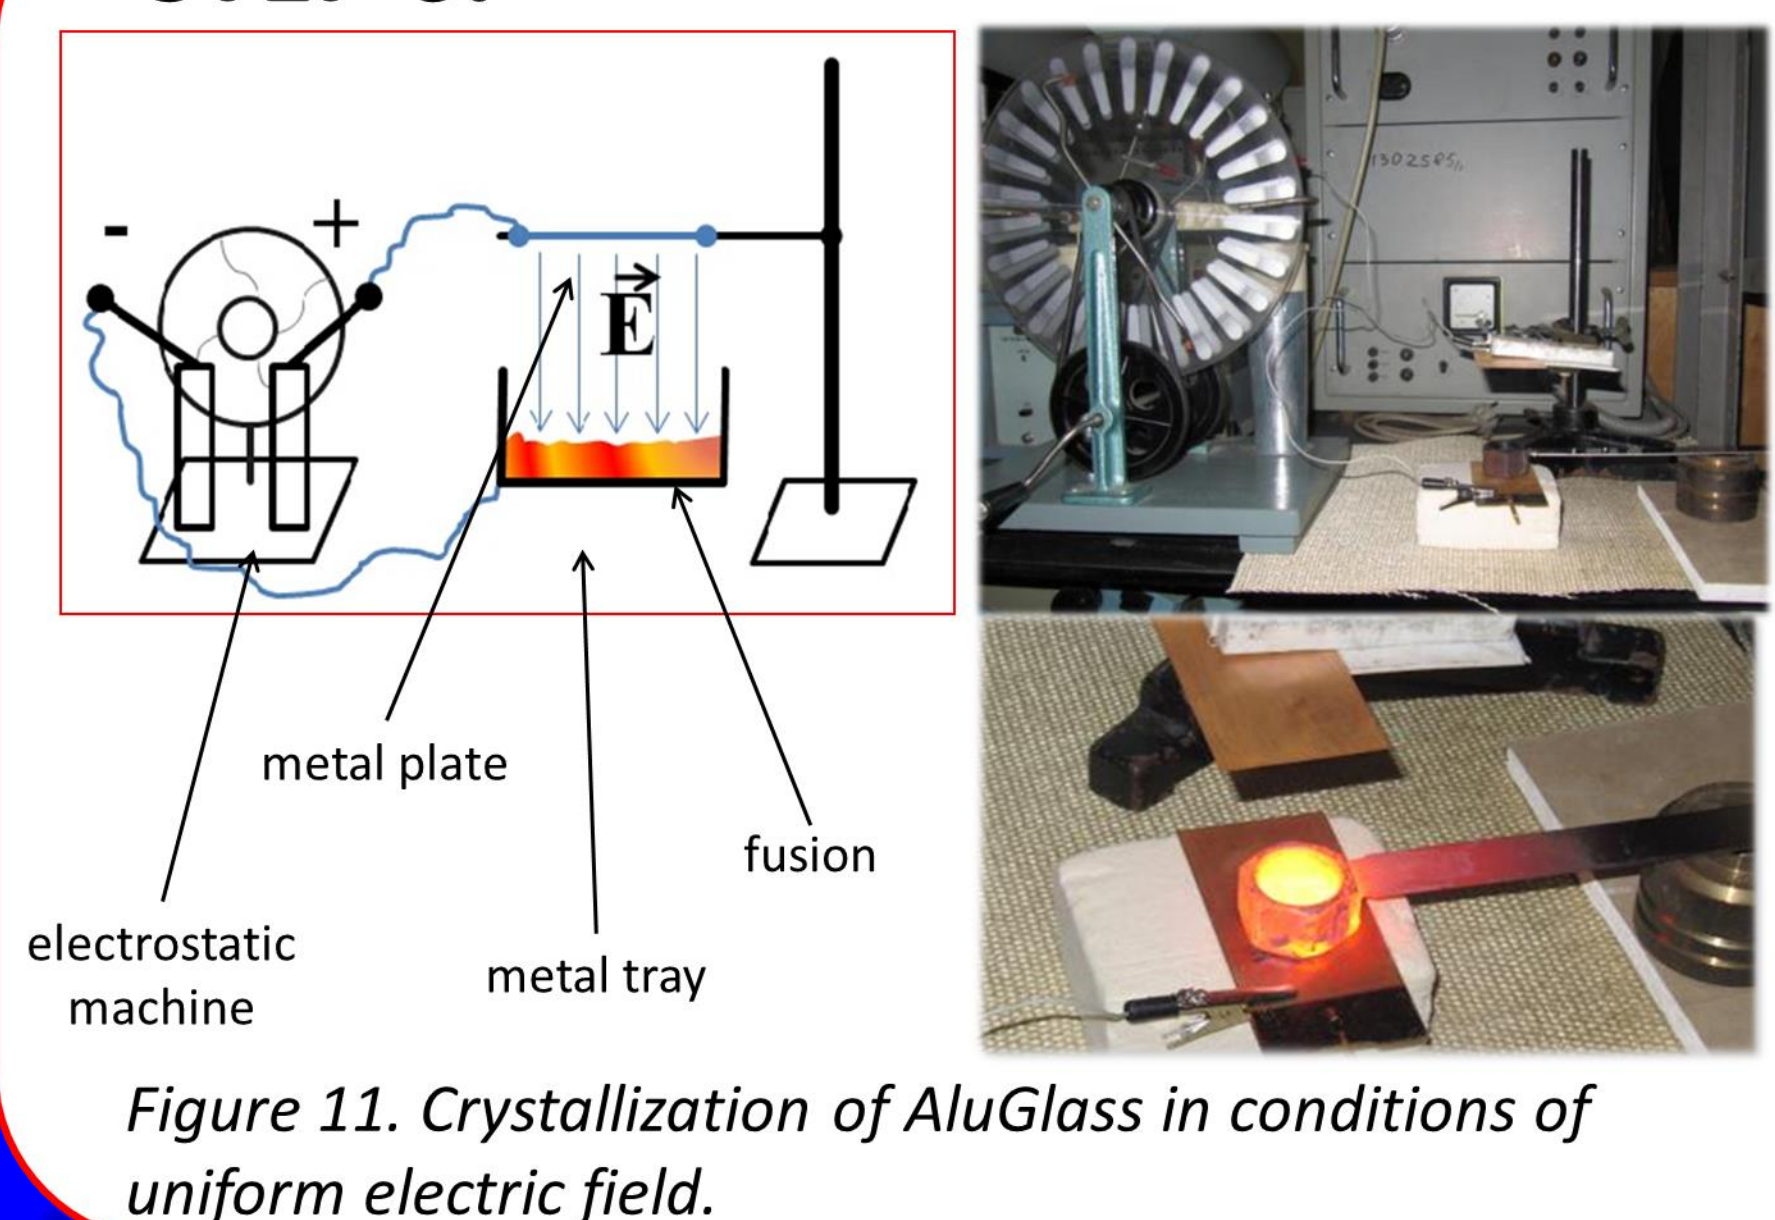 -
+
E
metal plate
fusion
electrostatic
machine
metal tray
Figure 11. Crystallization of AluGlass in conditions of
uniform electric field.